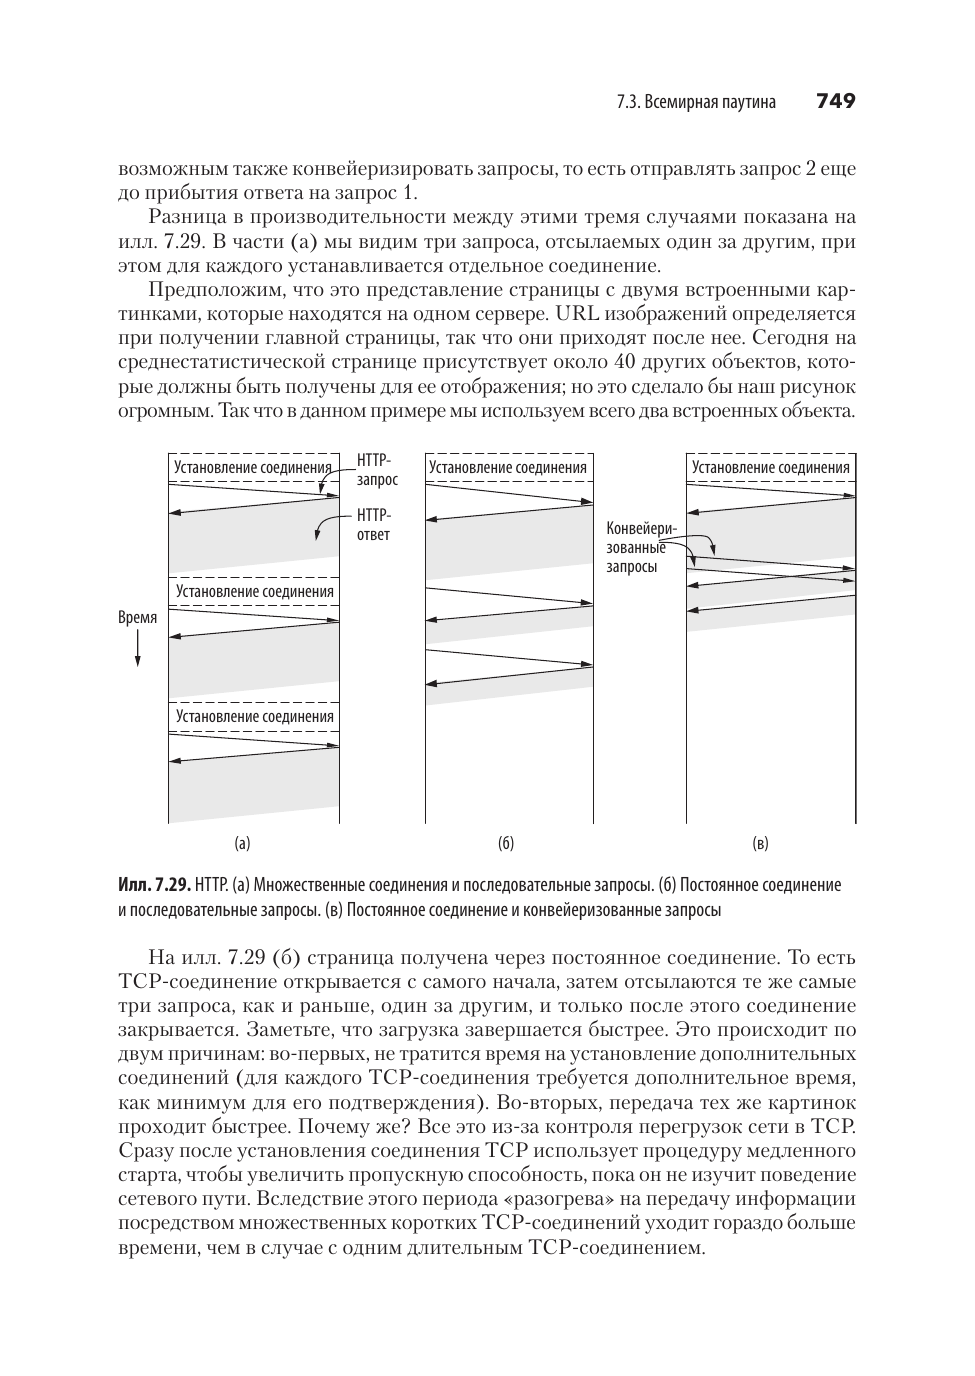 7.3. Всемирная паутина 749
возможным также конвейеризировать запросы, то есть отправлять запрос 2 еще
до прибытия ответа на запрос 1.
Разница в производительности между этими тремя случаями показана на
илл. 7.29. В части (а) мы видим три запроса, отсылаемых один за другим, при
этом для каждого устанавливается отдельное соединение.
Предположим, что это представление страницы с двумя встроенными кар-
тинками, которые находятся на одном сервере. URL изображений определяется
при получении главной страницы, так что они приходят после нее. Сегодня на
среднестатистической странице присутствует около 40 других объектов, кото-
рые должны быть получены для ее отображения; но это сделало бы наш рисунок
огромным. Так что в данном примере мы используем всего два встроенных объекта.
Установление соединения
HTTP-
запрос
HTTP-
ответ
Установление соединения
Время
Установление соединения
(а)
Установление соединения
(б)
Установление соединения
Конвейери-
зованные
запросы
(в)
Илл. 7.29. HTTP. (а) Множественные соединения и последовательные запросы. (б) Постоянное соединение
и последовательные запросы. (в) Постоянное соединение и конвейеризованные запросы
На илл. 7.29 (б) страница получена через постоянное соединение. То есть
TCP-соединение открывается с самого начала, затем отсылаются те же самые
три запроса, как и раньше, один за другим, и только после этого соединение
закрывается. Заметьте, что загрузка завершается быстрее. Это происходит по
двум причинам: во-первых, не тратится время на установление дополнительных
соединений (для каждого TCP-соединения требуется дополнительное время,
как минимум для его подтверждения). Во-вторых, передача тех же картинок
проходит быстрее. Почему же? Все это из-за контроля перегрузок сети в TCP.
Сразу после установления соединения TCP использует процедуру медленного
старта, чтобы увеличить пропускную способность, пока он не изучит поведение
сетевого пути. Вследствие этого периода «разогрева» на передачу информации
посредством множественных коротких TCP-соединений уходит гораздо больше
времени, чем в случае с одним длительным TCP-соединением.